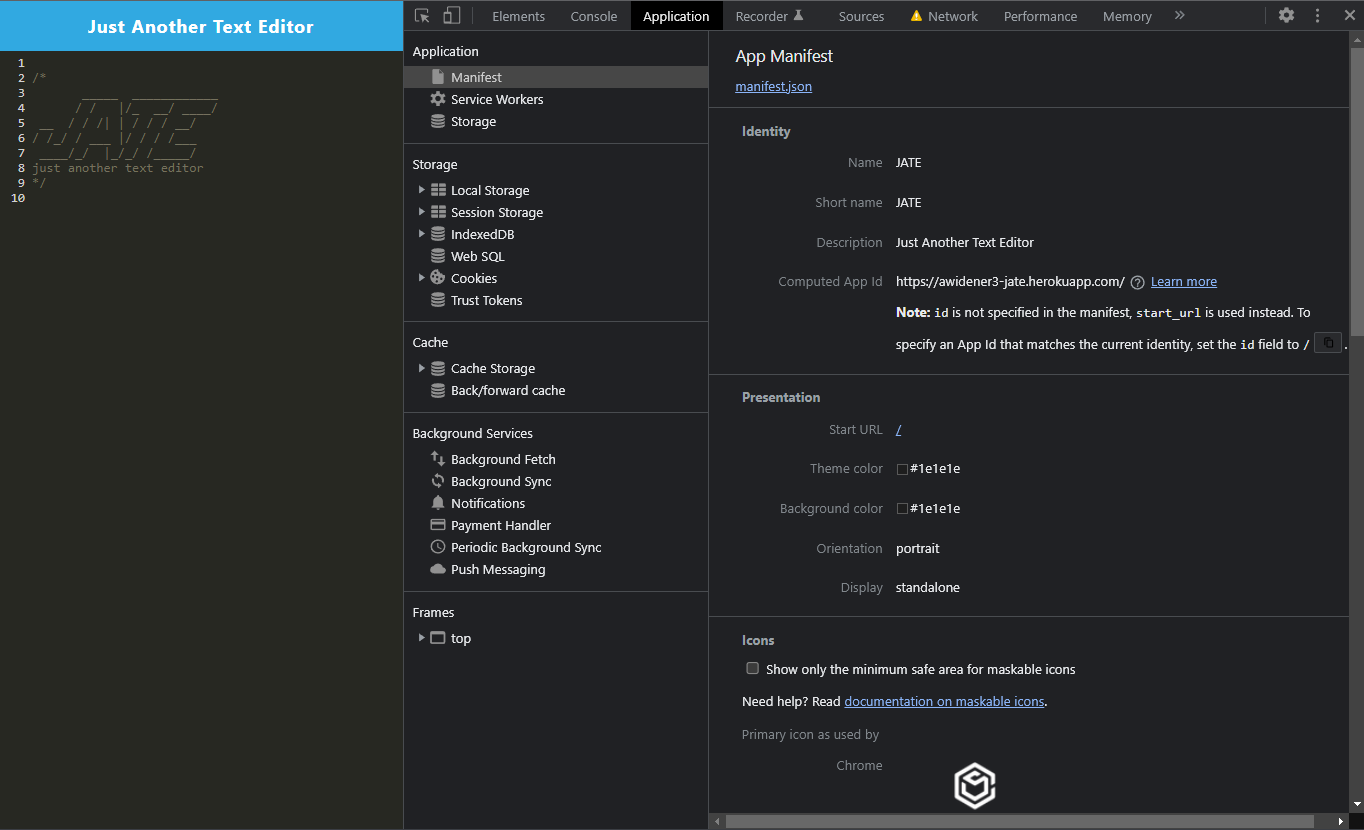 Just Another Text Editor
1
2 /*
3       _____  ____________
4      / /   |/_  __/ ____/
5 __  / / /| | / / / __/
6 / /_/ / ___ |/ / / /___
7 ____/_/  |_/_/ /_____/
8 just another text editor
9 */
10
Elements Console Application Recorder Sources Network Performance Memory »
Application
Manifest
Service Workers
Storage
Storage
Local Storage
Session Storage
IndexedDB
Web SQL
Cookies
Trust Tokens
Cache
Cache Storage
Back/forward cache
Background Services
Background Fetch
Background Sync
Notifications
Payment Handler
Periodic Background Sync
Push Messaging
Frames
top
App Manifest
manifest.json
Identity
Name JATE
Short name JATE
Description Just Another Text Editor
Computed App Id https://awidener3-jate.herokuapp.com/ ? Learn more
Note: id is not specified in the manifest, start_url is used instead. To
specify an App Id that matches the current identity, set the id field to / .
Presentation
Start URL /
Theme color #1e1e1e
Background color #1e1e1e
Orientation portrait
Display standalone
Icons
Show only the minimum safe area for maskable icons
Need help? Read documentation on maskable icons.
Primary icon as used by
Chrome